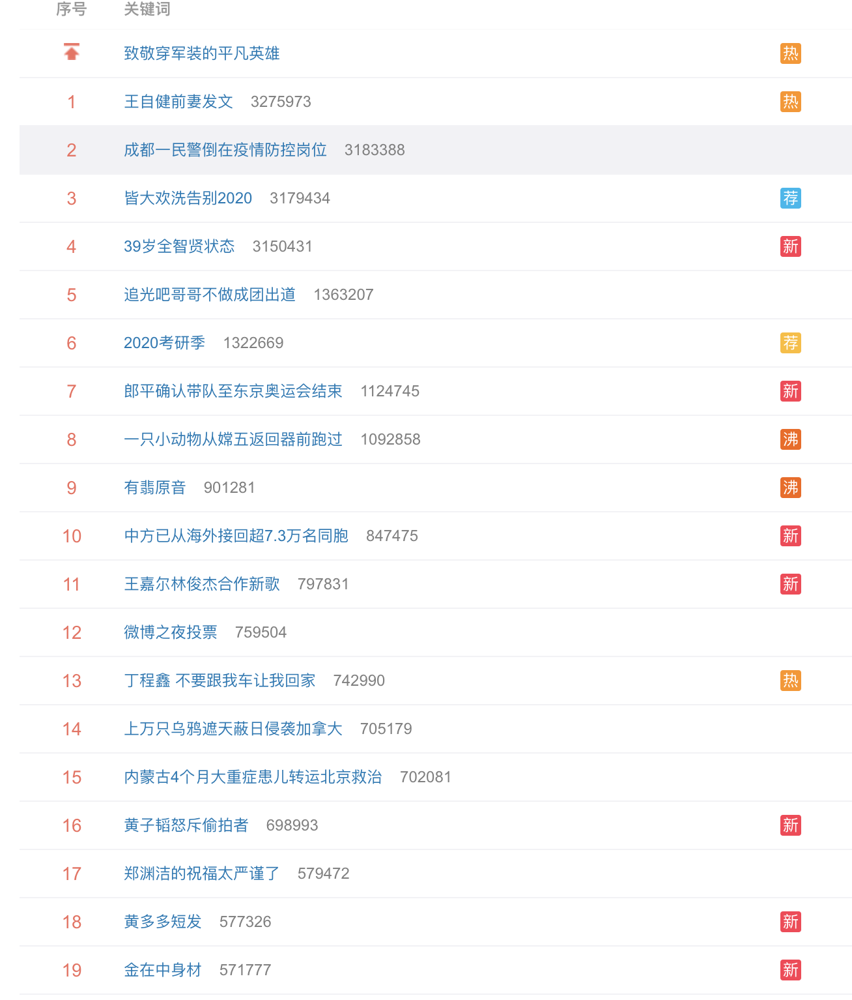 序号 关键词
致敬穿军装的平凡英雄 热
1 王自健前妻发文 3275973 热
2 成都一民警倒在疫情防控岗位 3183388
3 皆大欢洗告别2020 3179434 荐
4 39岁全智贤状态 3150431 新
5 追光吧哥哥不做成团出道 1363207
6 2020考研季 1322669 荐
7 郎平确认带队至东京奥运会结束 1124745 新
8 一只小动物从嫦五返回器前跑过 1092858 沸
9 有翡原音 901281 沸
10 中方已从海外接回超7.3万名同胞 847475 新
11 王嘉尔林俊杰合作新歌 797831 新
12 微博之夜投票 759504
13 丁程鑫 不要跟我车让我回家 742990 热
14 上万只乌鸦遮天蔽日侵袭加拿大 705179
15 内蒙古4个月大重症患儿转运北京救治 702081
16 黄子韬怒斥偷拍者 698993 新
17 郑渊洁的祝福太严谨了 579472
18 黄多多短发 577326 新
19 金在中身材 571777 新